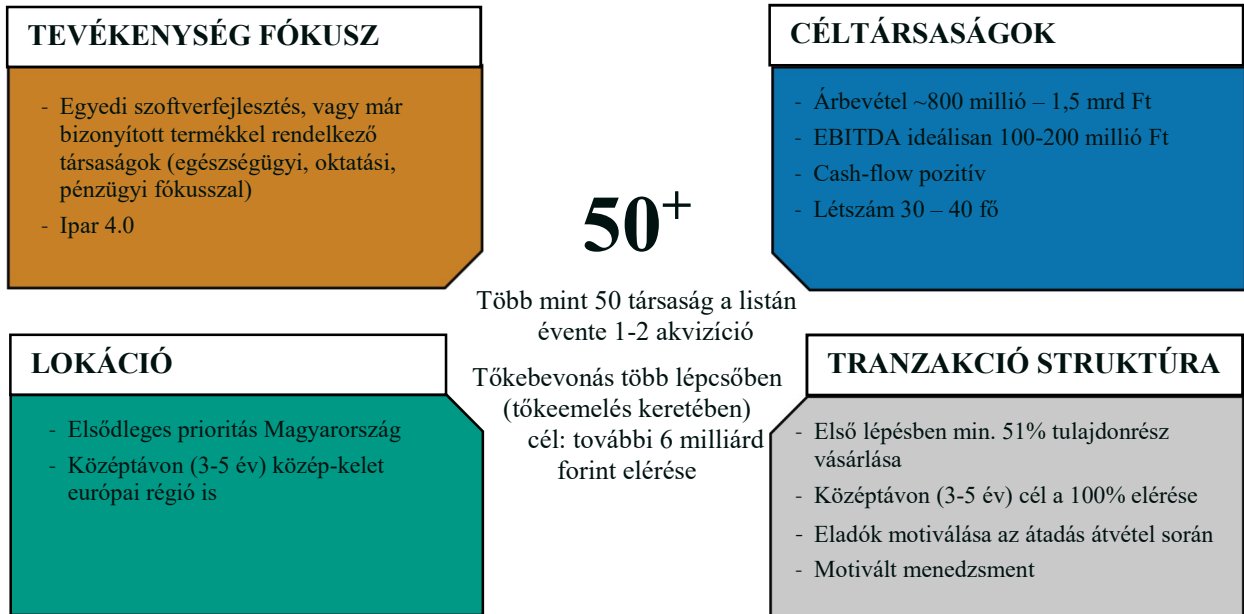 TEVÉKENYSÉG FÓKUSZ
- Egyedi szoftverfejlesztés, vagy már
bizonyított termékkel rendelkező
társaságok (egészségügyi, oktatási,
pénzügyi fókusszal)
- Ipar 4.0
CÉLTÁRSASÁGOK
- Árbevétel ~800 millió – 1,5 mrd Ft
- EBITDA ideálisan 100-200 millió Ft
- Cash-flow pozitív
- Létszám 30 – 40 fő
50+
Több mint 50 társaság a listán
évente 1-2 akvizíció
Tőkebevonás több lépcsőben
(tőkeemelés keretében)
cél: további 6 milliárd
forint elérése
LOKÁCIÓ
- Elsődleges prioritás Magyarország
- Középtávon (3-5 év) közép-kelet
európai régió is
TRANZAKCIÓ STRUKTÚRA
- Első lépésben min. 51% tulajdonrész
vásárlása
- Középtávon (3-5 év) cél a 100% elérése
- Eladók motiválása az átadás átvétel során
- Motivált menedzsment